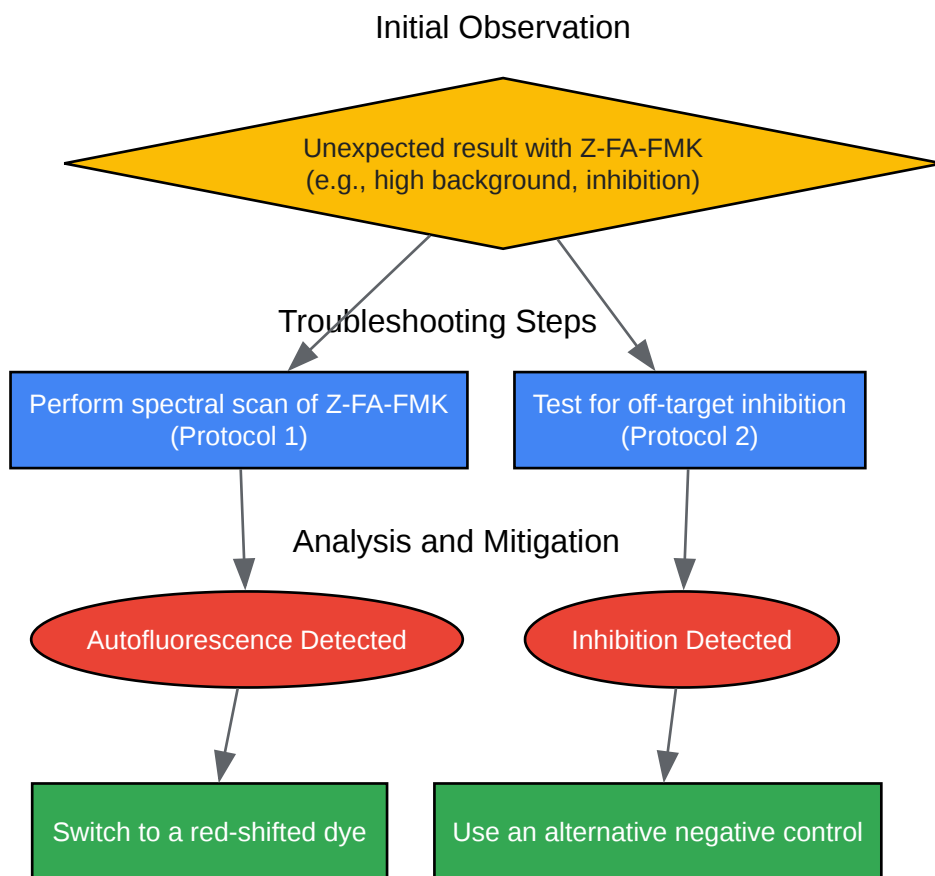 Initial Observation
Unexpected result with Z-FA-FMK
(e.g., high background, inhibition)
Troubleshooting Steps
Perform spectral scan of Z-FA-FMK
(Protocol 1)
Test for off-target inhibition
(Protocol 2)
Analysis and Mitigation
Autofluorescence Detected
Inhibition Detected
Switch to a red-shifted dye
Use an alternative negative control